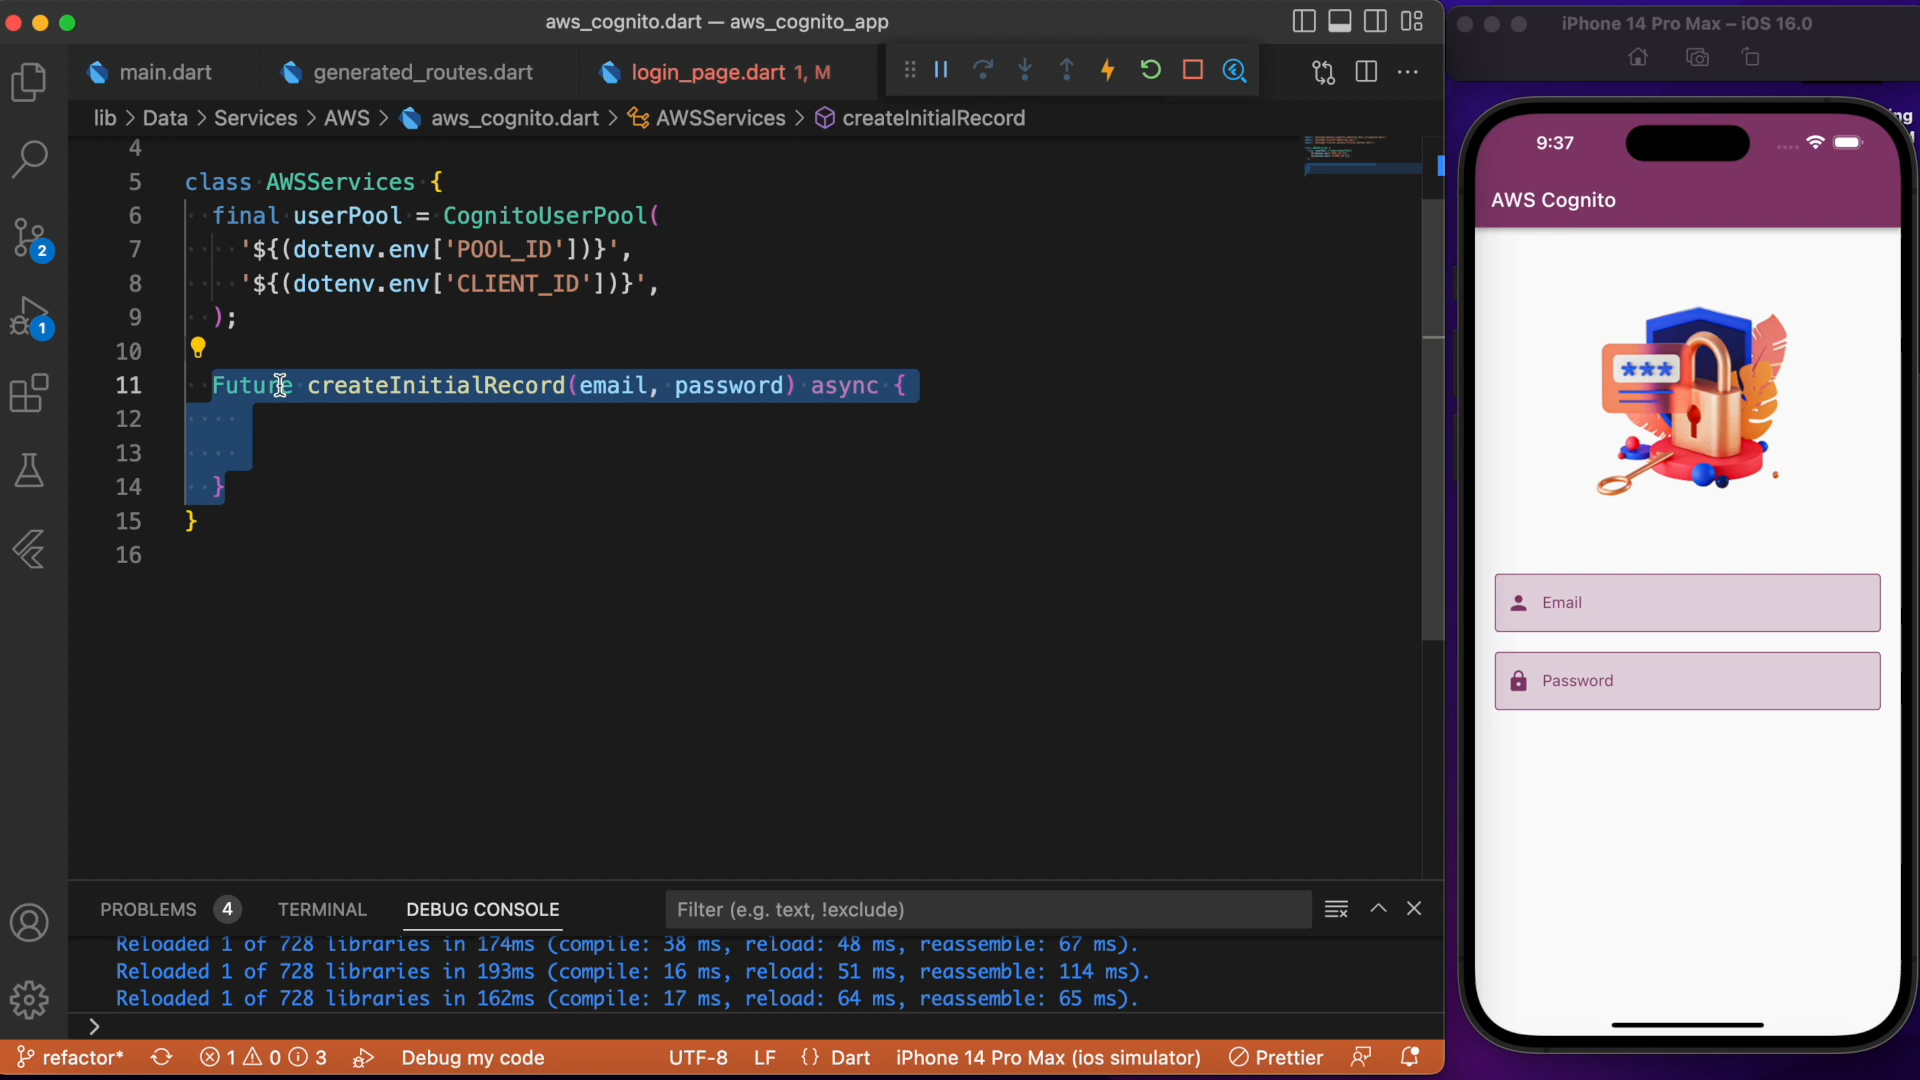 aws_cognito.dart — aws_cognito_app
main.dart
generated_routes.dart
login_page.dart 1, M
lib > Data > Services > AWS > aws_cognito.dart > AWSServices > createInitialRecord
4
5 class AWSServices {
6 final userPool = CognitoUserPool(
7 '${(dotenv.env['POOL_ID'])}',
8 '${(dotenv.env['CLIENT_ID'])}',
9 );
10
11 Future createInitialRecord(email, password) async {
12
13
14 }
15 }
16
2
1
PROBLEMS 4 TERMINAL DEBUG CONSOLE Filter (e.g. text, !exclude)
Reloaded 1 of 728 libraries in 174ms (compile: 38 ms, reload: 48 ms, reassemble: 67 ms).
Reloaded 1 of 728 libraries in 193ms (compile: 16 ms, reload: 51 ms, reassemble: 114 ms).
Reloaded 1 of 728 libraries in 162ms (compile: 17 ms, reload: 64 ms, reassemble: 65 ms).
>
refactor* 1 0 3 Debug my code UTF-8 LF {} Dart iPhone 14 Pro Max (ios simulator) Prettier
iPhone 14 Pro Max – iOS 16.0
9:37
AWS Cognito
***
Email
Password